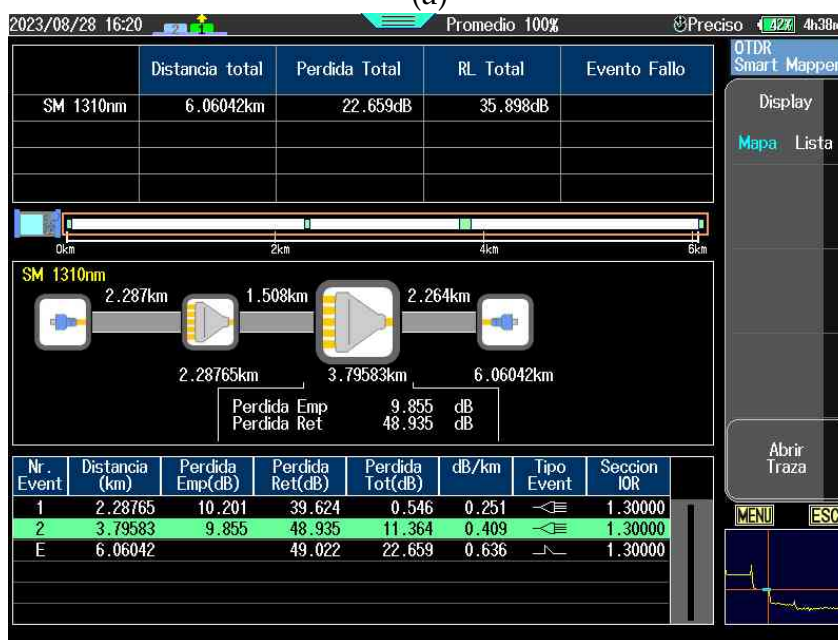 (a)
2023/08/28 16:20 2 1 Promedio 100% Preciso 42% 4h38m
OTDR
Smart Mapper
Distancia total Perdida Total RL Total Evento Fallo
SM 1310nm 6.06042km 22.659dB 35.898dB
Display
Mapa Lista
0km 2km 4km 6km
SM 1310nm
2.287km 1.508km 2.264km
2.28765km 3.79583km 6.06042km
Perdida Emp 9.855 dB
Perdida Ret 48.935 dB
Abrir
Traza
Nr. Event Distancia (km) Perdida Emp(dB) Perdida Ret(dB) Perdida Tot(dB) dB/km Tipo Event Seccion IOR
1 2.28765 10.201 39.624 0.546 0.251 1.30000
2 3.79583 9.855 48.935 11.364 0.409 1.30000
E 6.06042 49.022 22.659 0.636 1.30000
MENU ESC